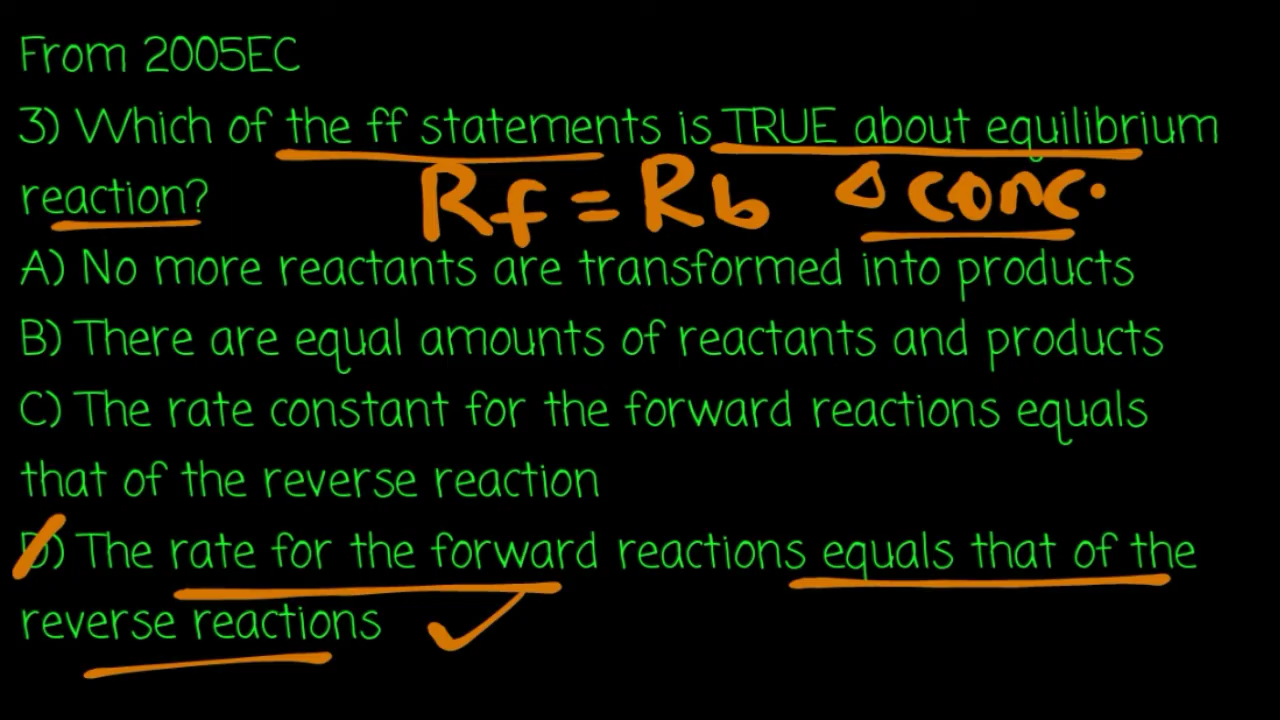 From 2005EC
3) Which of the ff statements is TRUE about equilibrium
reaction?
Rf = Rb Δ conc.
A) No more reactants are transformed into products
B) There are equal amounts of reactants and products
C) The rate constant for the forward reactions equals
that of the reverse reaction
D) The rate for the forward reactions equals that of the
reverse reactions